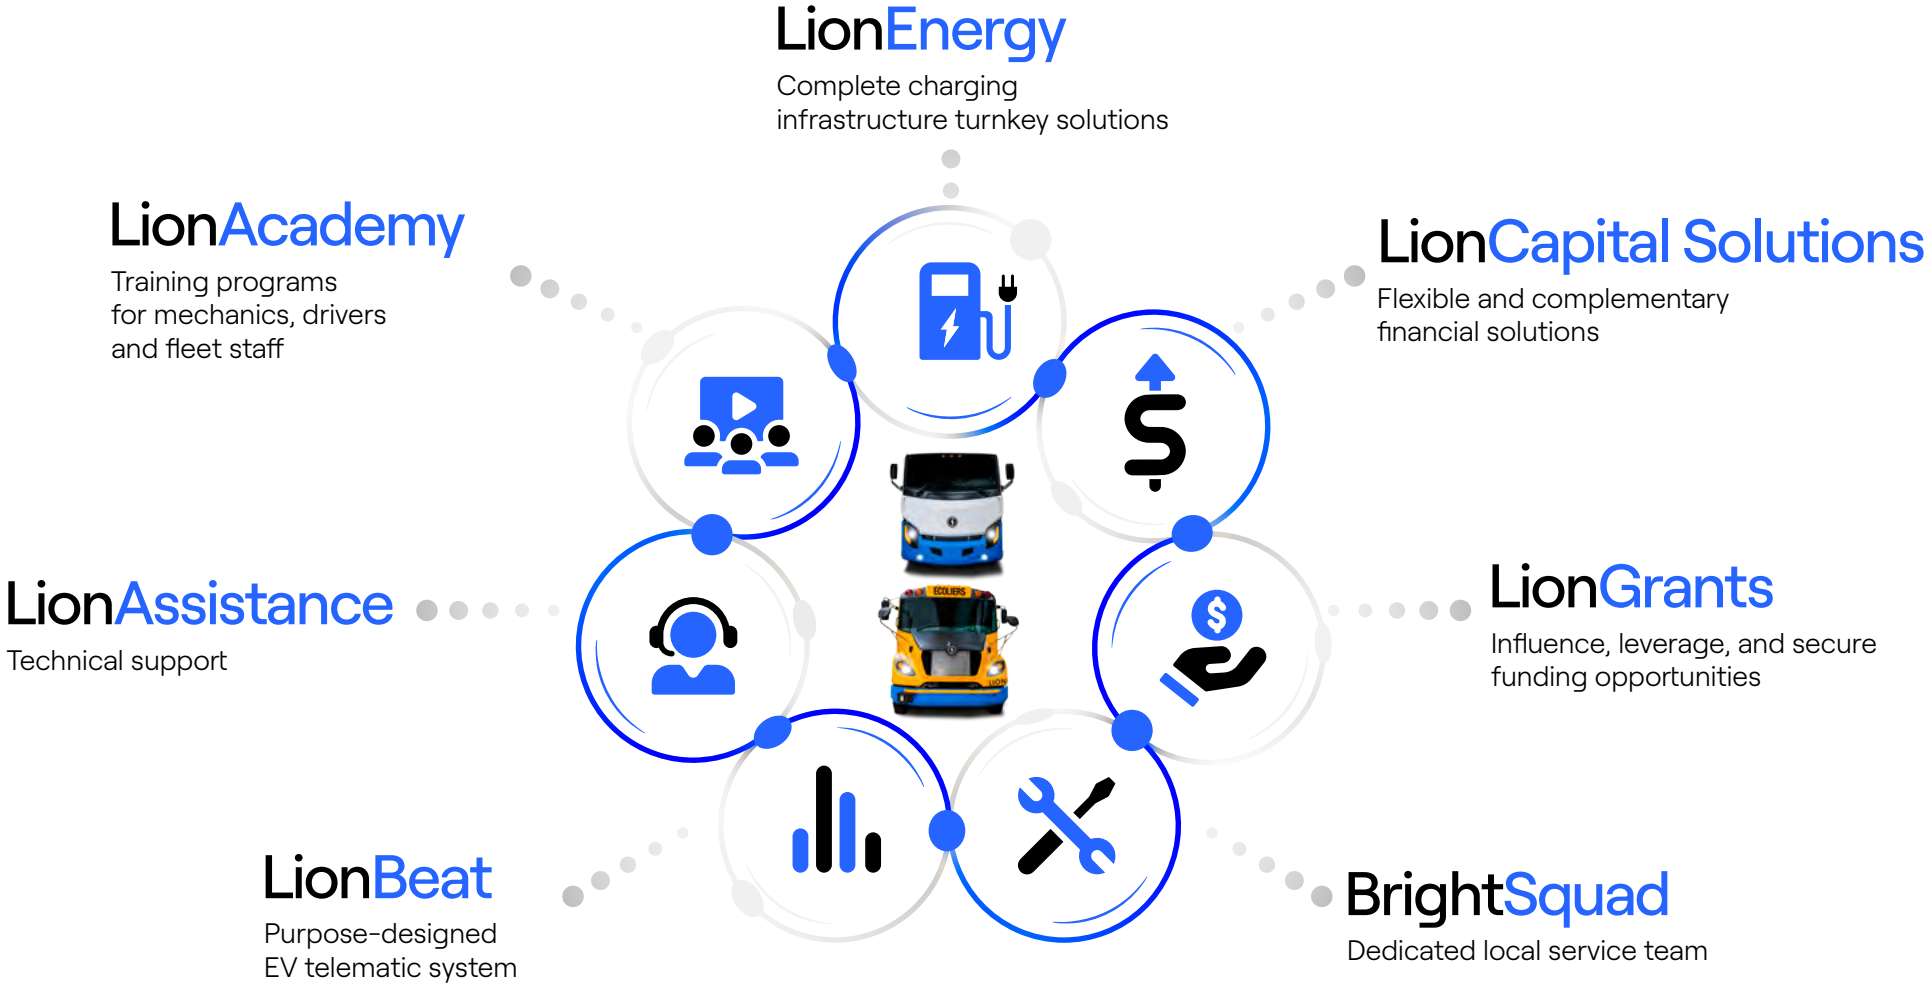 LionEnergy
Complete charging
infrastructure turnkey solutions
LionAcademy
Training programs
for mechanics, drivers
and fleet staff
LionCapital Solutions
Flexible and complementary
financial solutions
LionAssistance
Technical support
ECOLIERS
LION
LionGrants
Influence, leverage, and secure
funding opportunities
LionBeat
Purpose-designed
EV telematic system
BrightSquad
Dedicated local service team